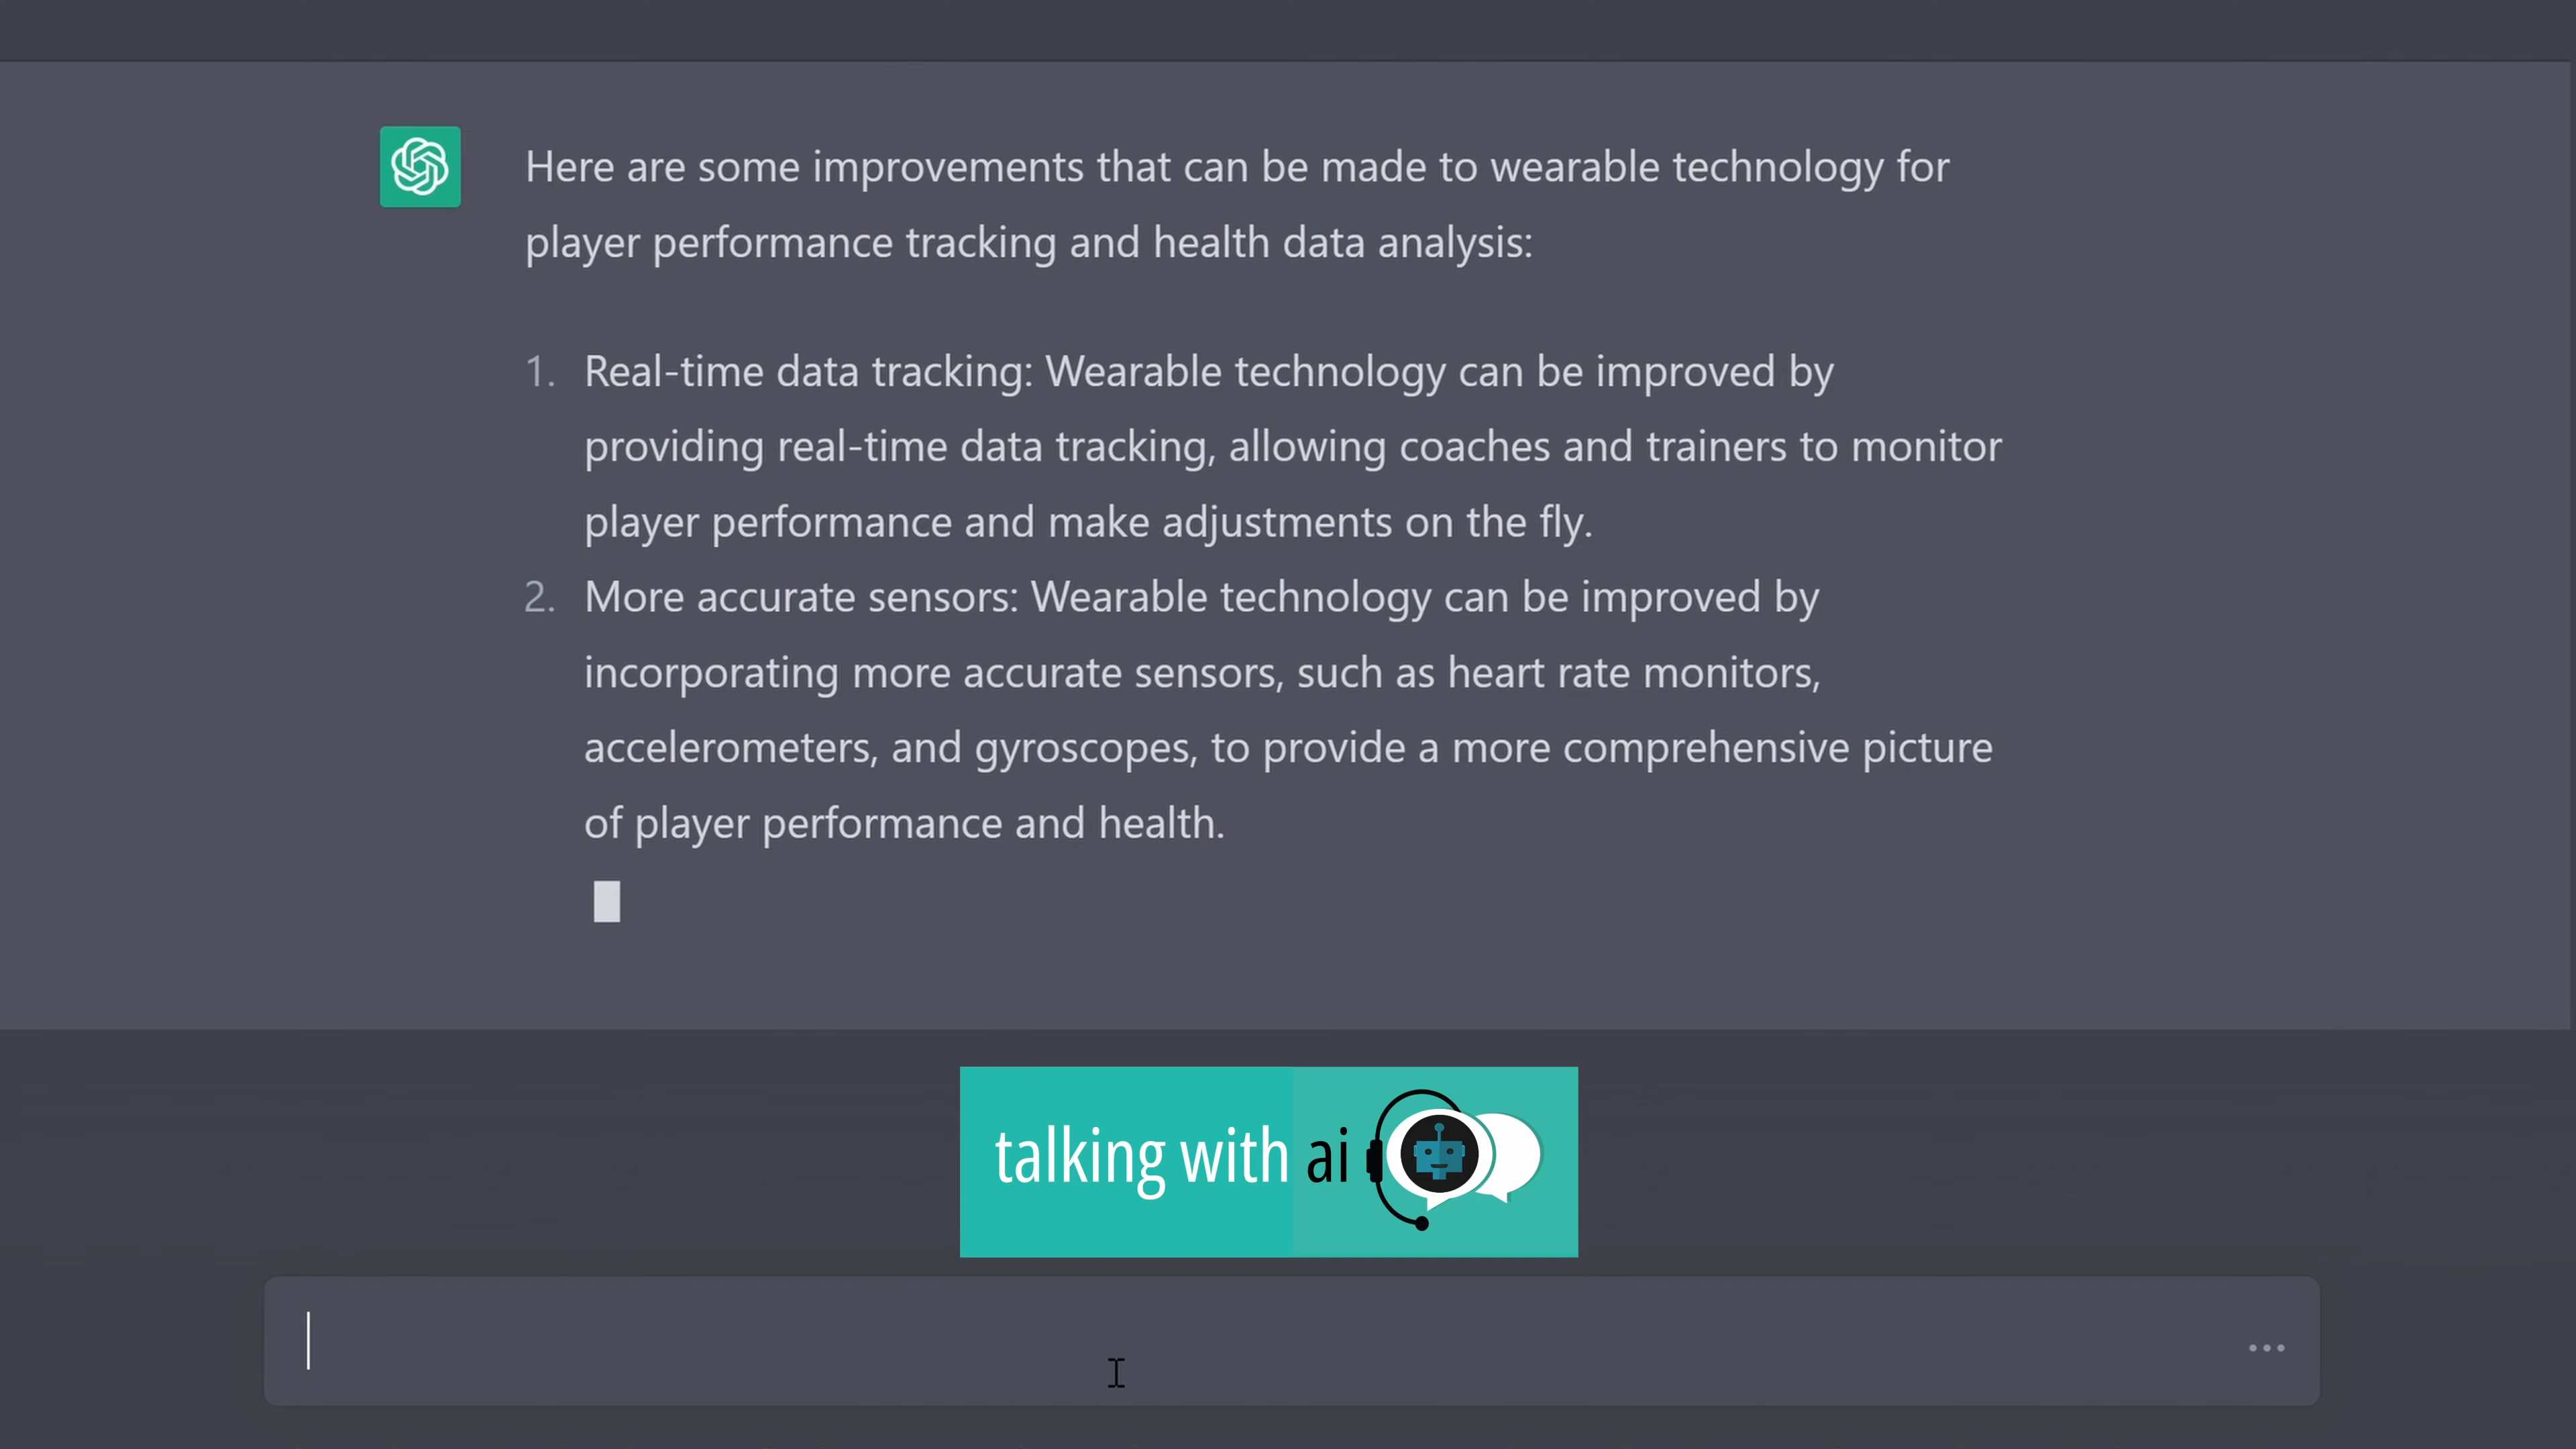 Here are some improvements that can be made to wearable technology for
player performance tracking and health data analysis:
1. Real-time data tracking: Wearable technology can be improved by
providing real-time data tracking, allowing coaches and trainers to monitor
player performance and make adjustments on the fly.
2. More accurate sensors: Wearable technology can be improved by
incorporating more accurate sensors, such as heart rate monitors,
accelerometers, and gyroscopes, to provide a more comprehensive picture
of player performance and health.
talking with ai